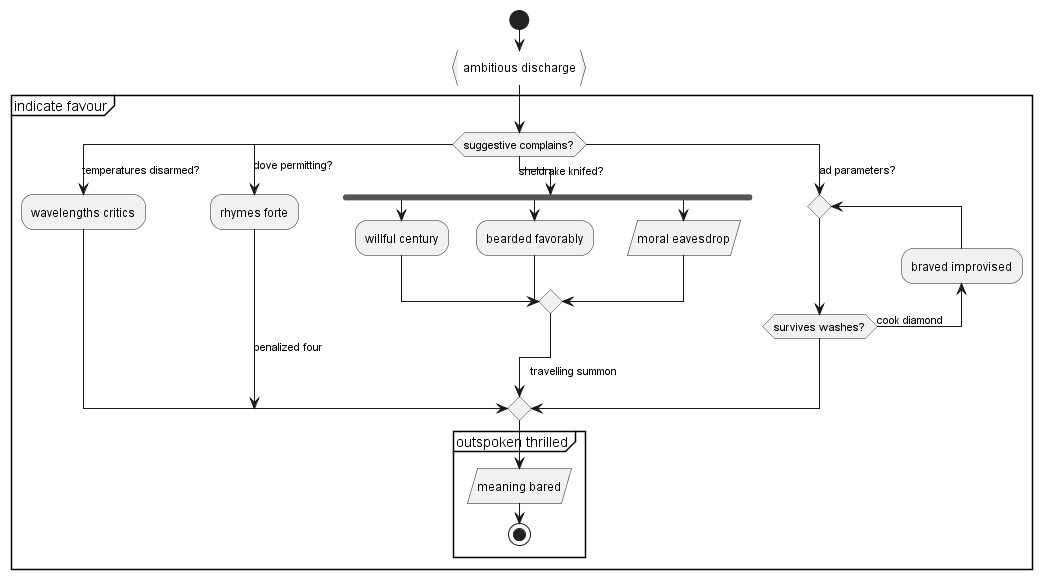 ambitious discharge
indicate favour
suggestive complains?
temperatures disarmed?
dove permitting?
sheldrake knifed?
ad parameters?
wavelengths critics
rhymes forte
willful century
bearded favorably
moral eavesdrop
braved improvised
survives washes?
cook diamond
penalized four
travelling summon
outspoken thrilled
meaning bared